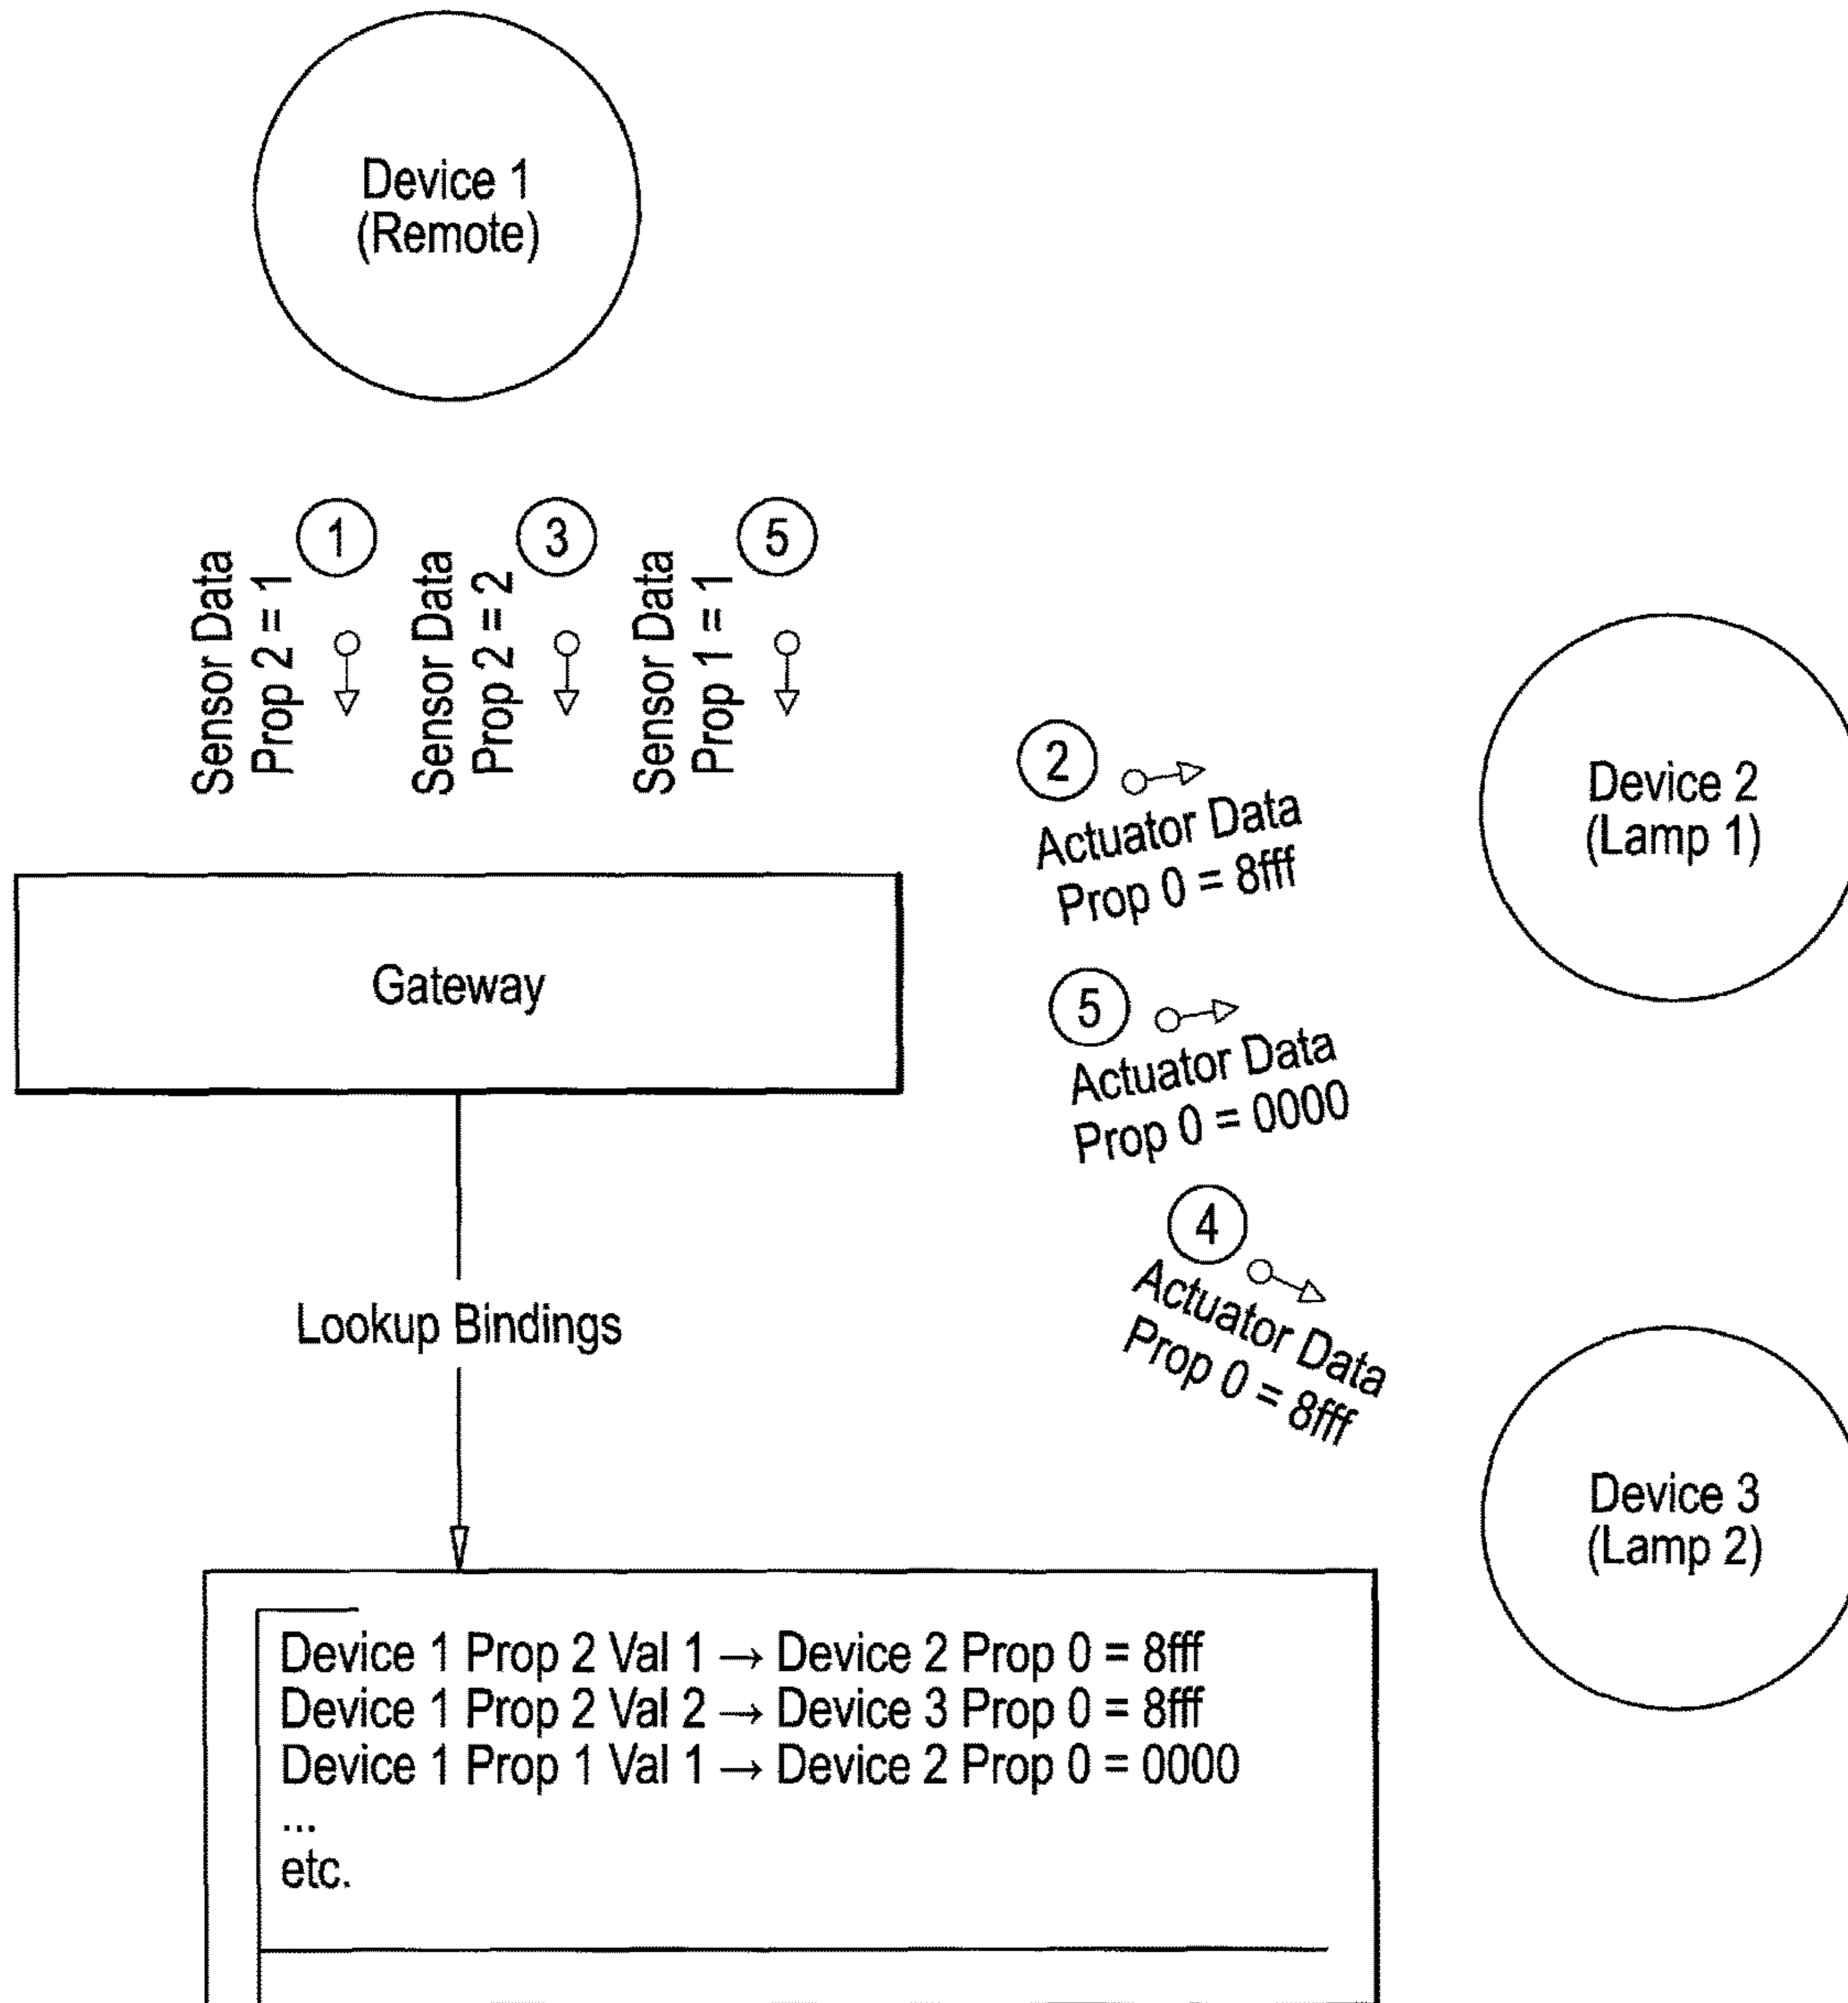 Device 1
(Remote)
1
Sensor Data
Prop 2 = 1
3
Sensor Data
Prop 2 = 2
5
Sensor Data
Prop 1 = 1
2
Actuator Data
Prop 0 = 8fff
Device 2
(Lamp 1)
Gateway
5
Actuator Data
Prop 0 = 0000
4
Actuator Data
Prop 0 = 8fff
Lookup Bindings
Device 3
(Lamp 2)
Device 1 Prop 2 Val 1 → Device 2 Prop 0 = 8fff
Device 1 Prop 2 Val 2 → Device 3 Prop 0 = 8fff
Device 1 Prop 1 Val 1 → Device 2 Prop 0 = 0000
...
etc.